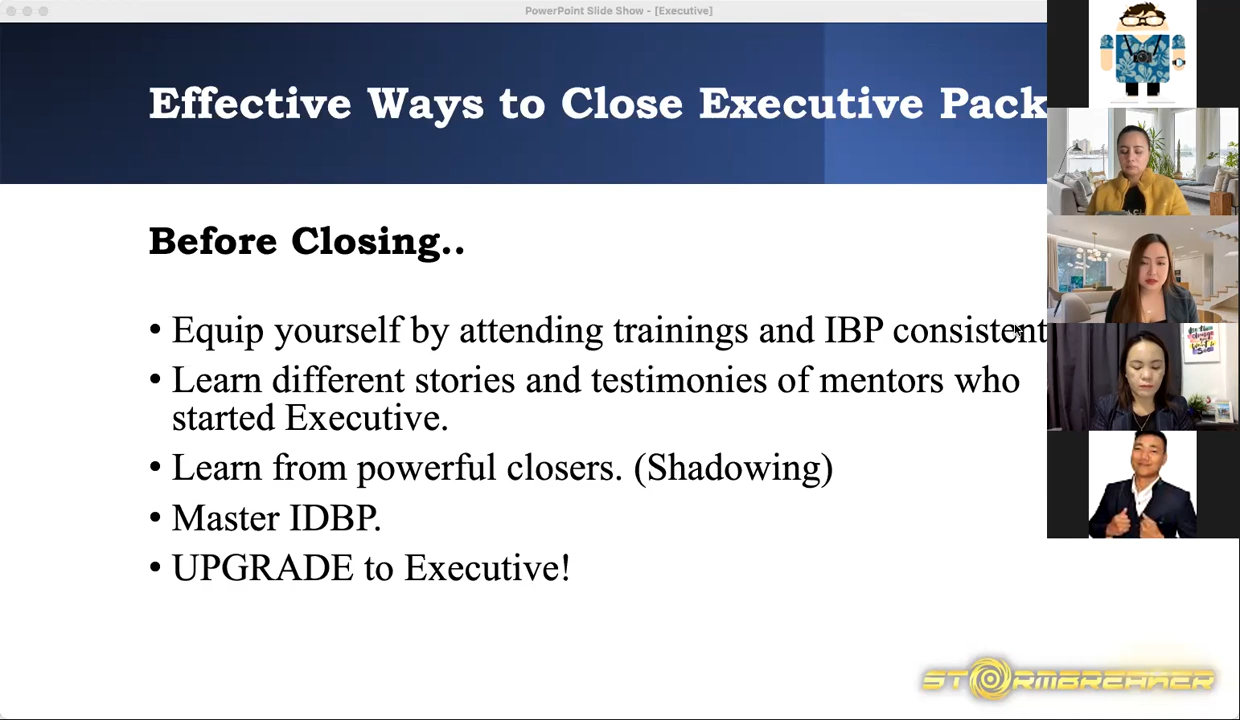 PowerPoint Slide Show - [Executive]
Effective Ways to Close Executive Pack
Before Closing..
• Equip yourself by attending trainings and IBP consistent
• Learn different stories and testimonies of mentors who
started Executive.
• Learn from powerful closers. (Shadowing)
• Master IDBP.
• UPGRADE to Executive!
STORMBREAKER